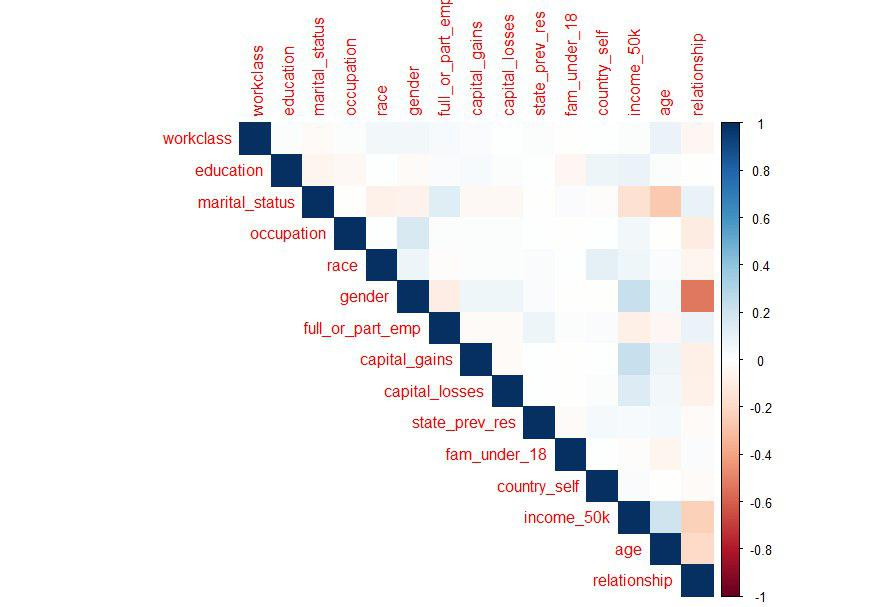 workclass
education
marital_status
occupation
race
gender
full_or_part_emp
capital_gains
capital_losses
state_prev_res
fam_under_18
country_self
income_50k
age
relationship
workclass
education
marital_status
occupation
race
gender
full_or_part_emp
capital_gains
capital_losses
state_prev_res
fam_under_18
country_self
income_50k
age
relationship
1
0.8
0.6
0.4
0.2
0
-0.2
-0.4
-0.6
-0.8
-1